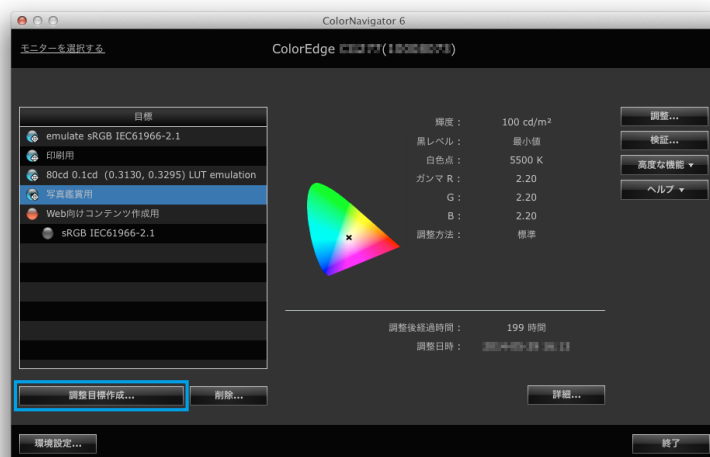 ColorNavigator 6
モニターを選択する
ColorEdge
目標
emulate sRGB IEC61966-2.1
印刷用
80cd 0.1cd (0.3130, 0.3295) LUT emulation
写真鑑賞用
Web向けコンテンツ作成用
sRGB IEC61966-2.1
輝度： 100 cd/m²
黒レベル： 最小値
白色点： 5500 K
ガンマ R： 2.20
G： 2.20
B： 2.20
調整方法： 標準
調整後経過時間： 199 時間
調整日時：
調整...
検証...
高度な機能 ▼
ヘルプ ▼
調整目標作成...
削除...
詳細...
環境設定...
終了